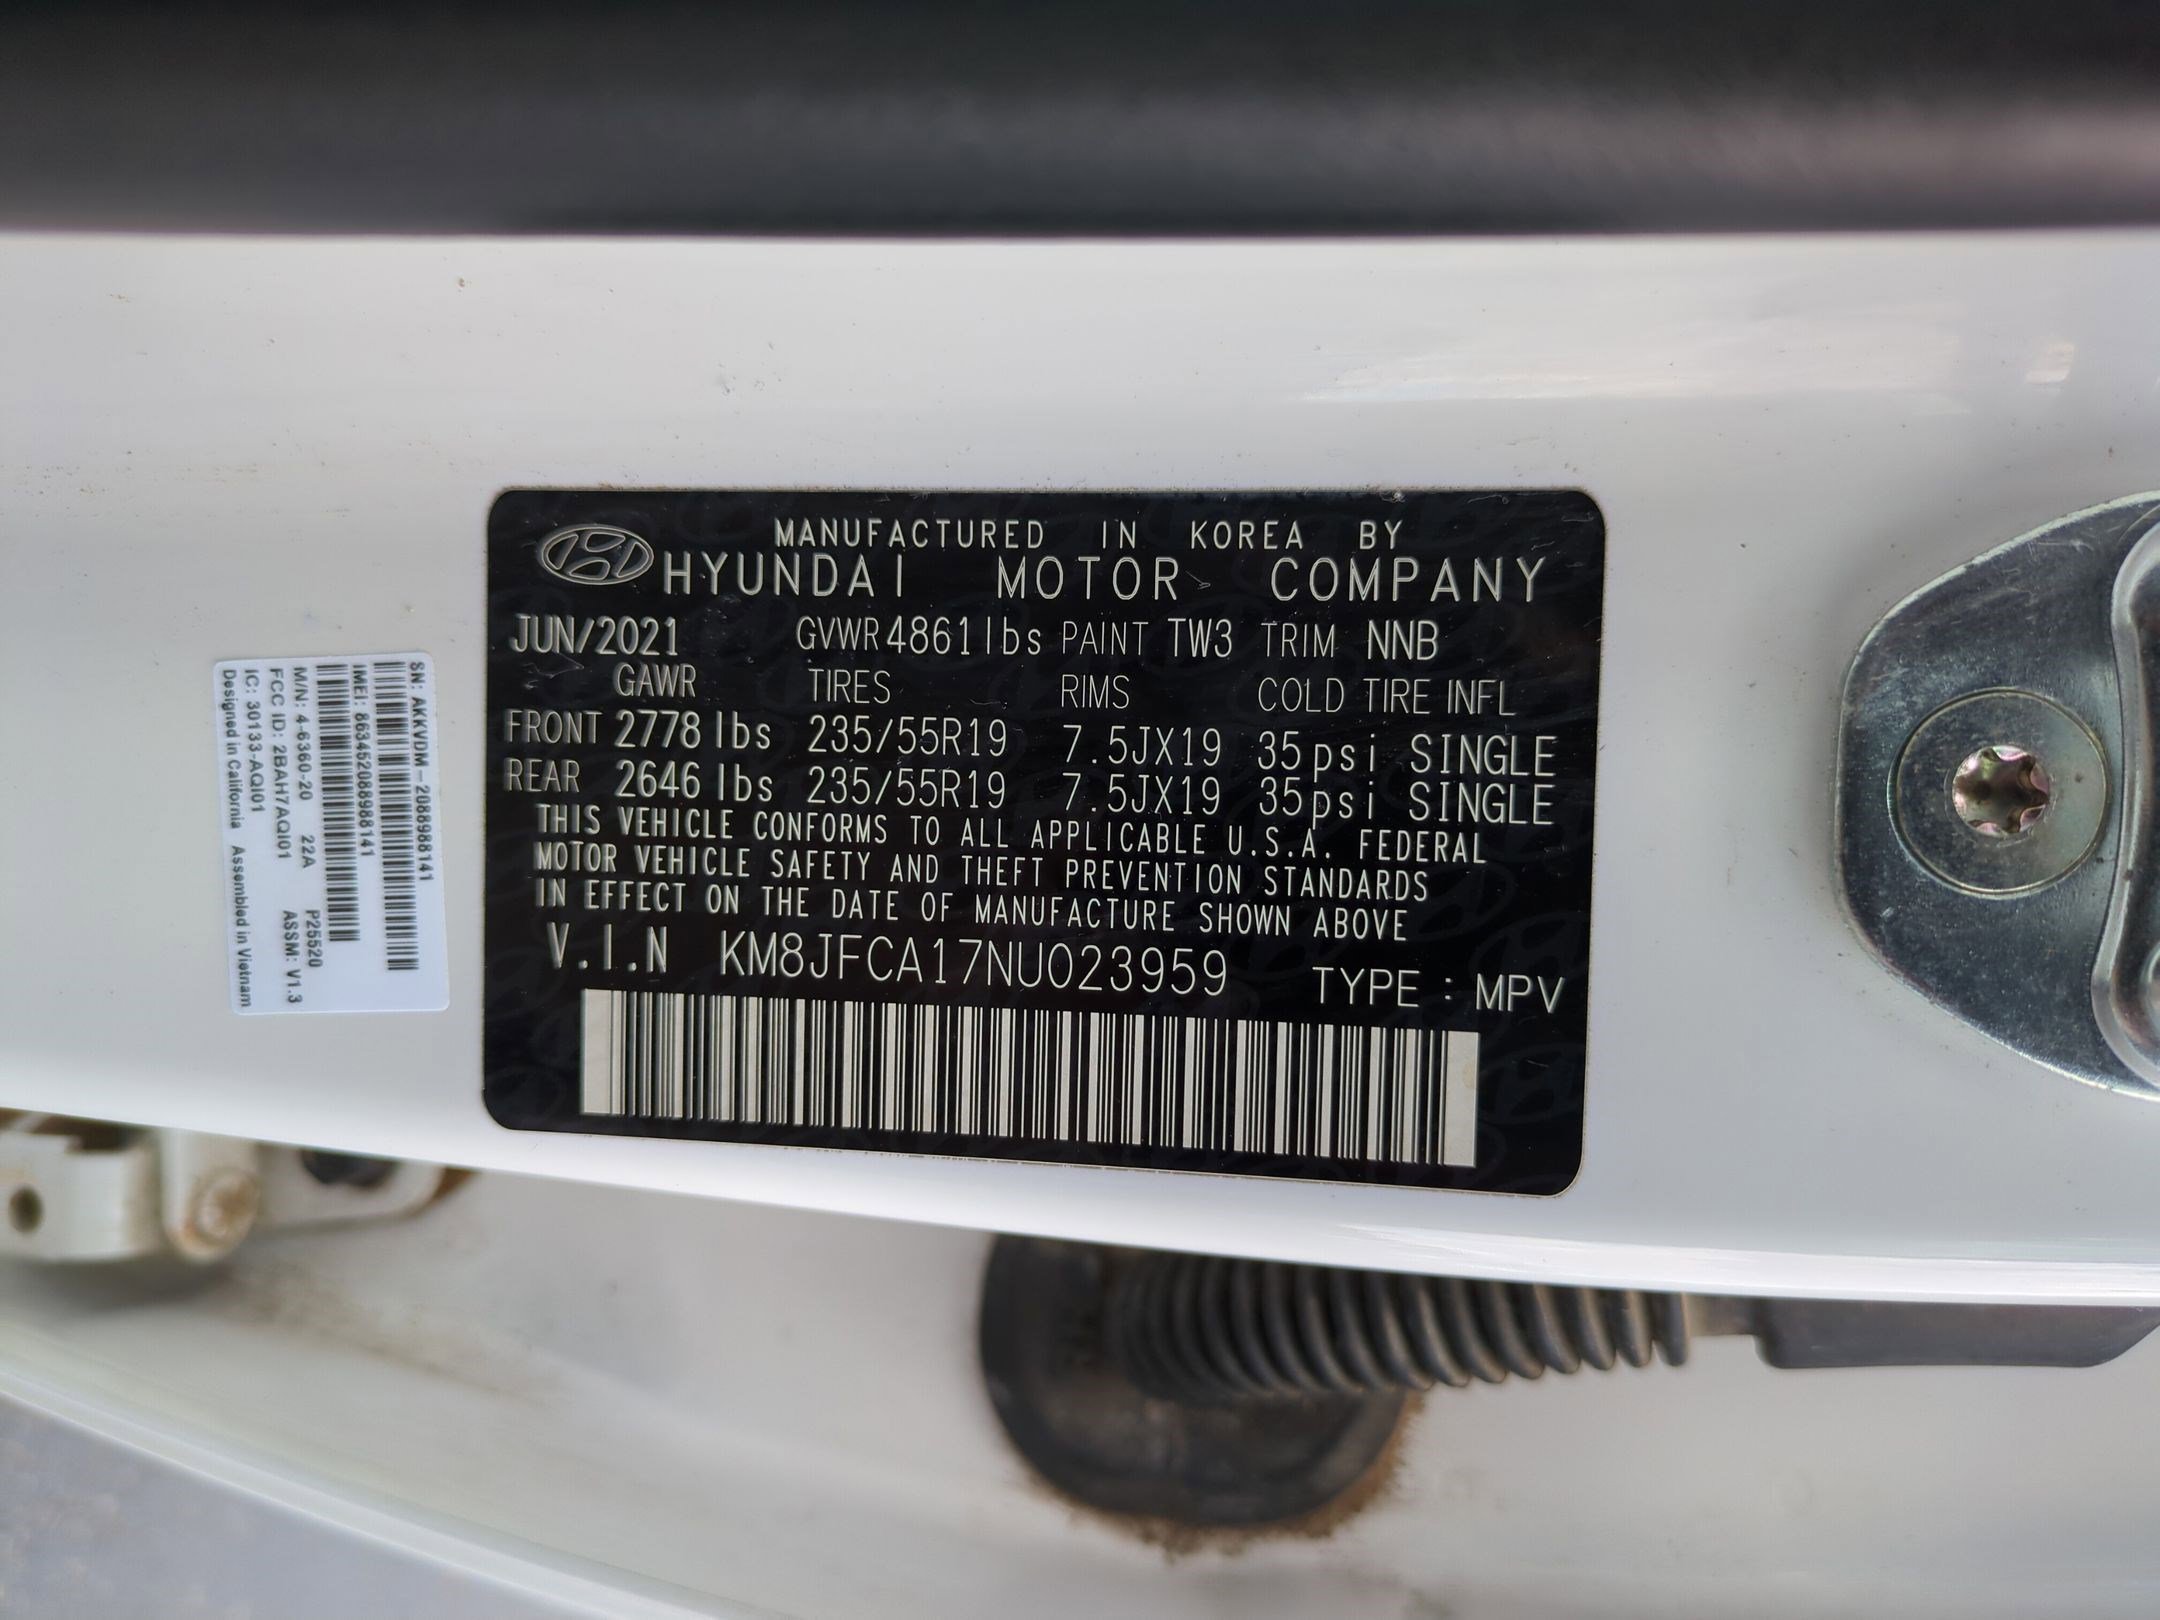 MANUFACTURED IN KOREA BY
HYUNDAI MOTOR COMPANY
JUN/2021 GVWR 4861lbs PAINT TW3 TRIM NNB
GAWR TIRES RIMS COLD TIRE INFL
FRONT 2778 lbs 235/55R19 7.5JX19 35psi SINGLE
REAR 2646 lbs 235/55R19 7.5JX19 35psi SINGLE
THIS VEHICLE CONFORMS TO ALL APPLICABLE U.S.A. FEDERAL
MOTOR VEHICLE SAFETY AND THEFT PREVENTION STANDARDS
IN EFFECT ON THE DATE OF MANUFACTURE SHOWN ABOVE
V.I.N KM8JFCA17NU023959 TYPE : MPV
SN: AKKVDM-2088988141
IMEI: 863452088988141
M/N: 4-6360-20 22A P25520
FCC ID: 2BAH7AQI01 ASSM: V1.3
IC: 30133-AQI01
Designed in California Assembled in Vietnam